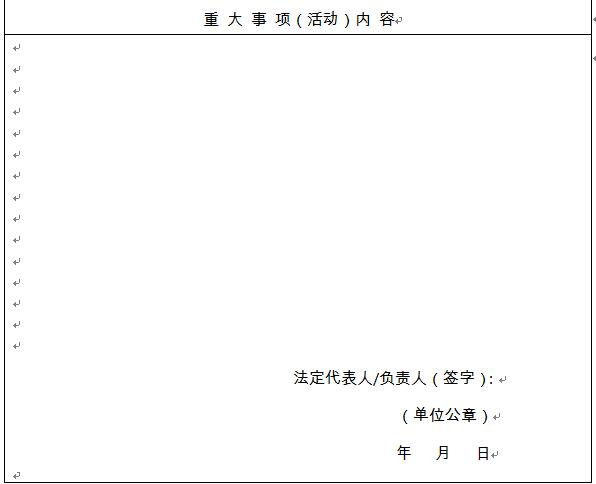 重 大 事 项（活动）内 容
法定代表人/负责人（签字）：
（单位公章）
年 月 日